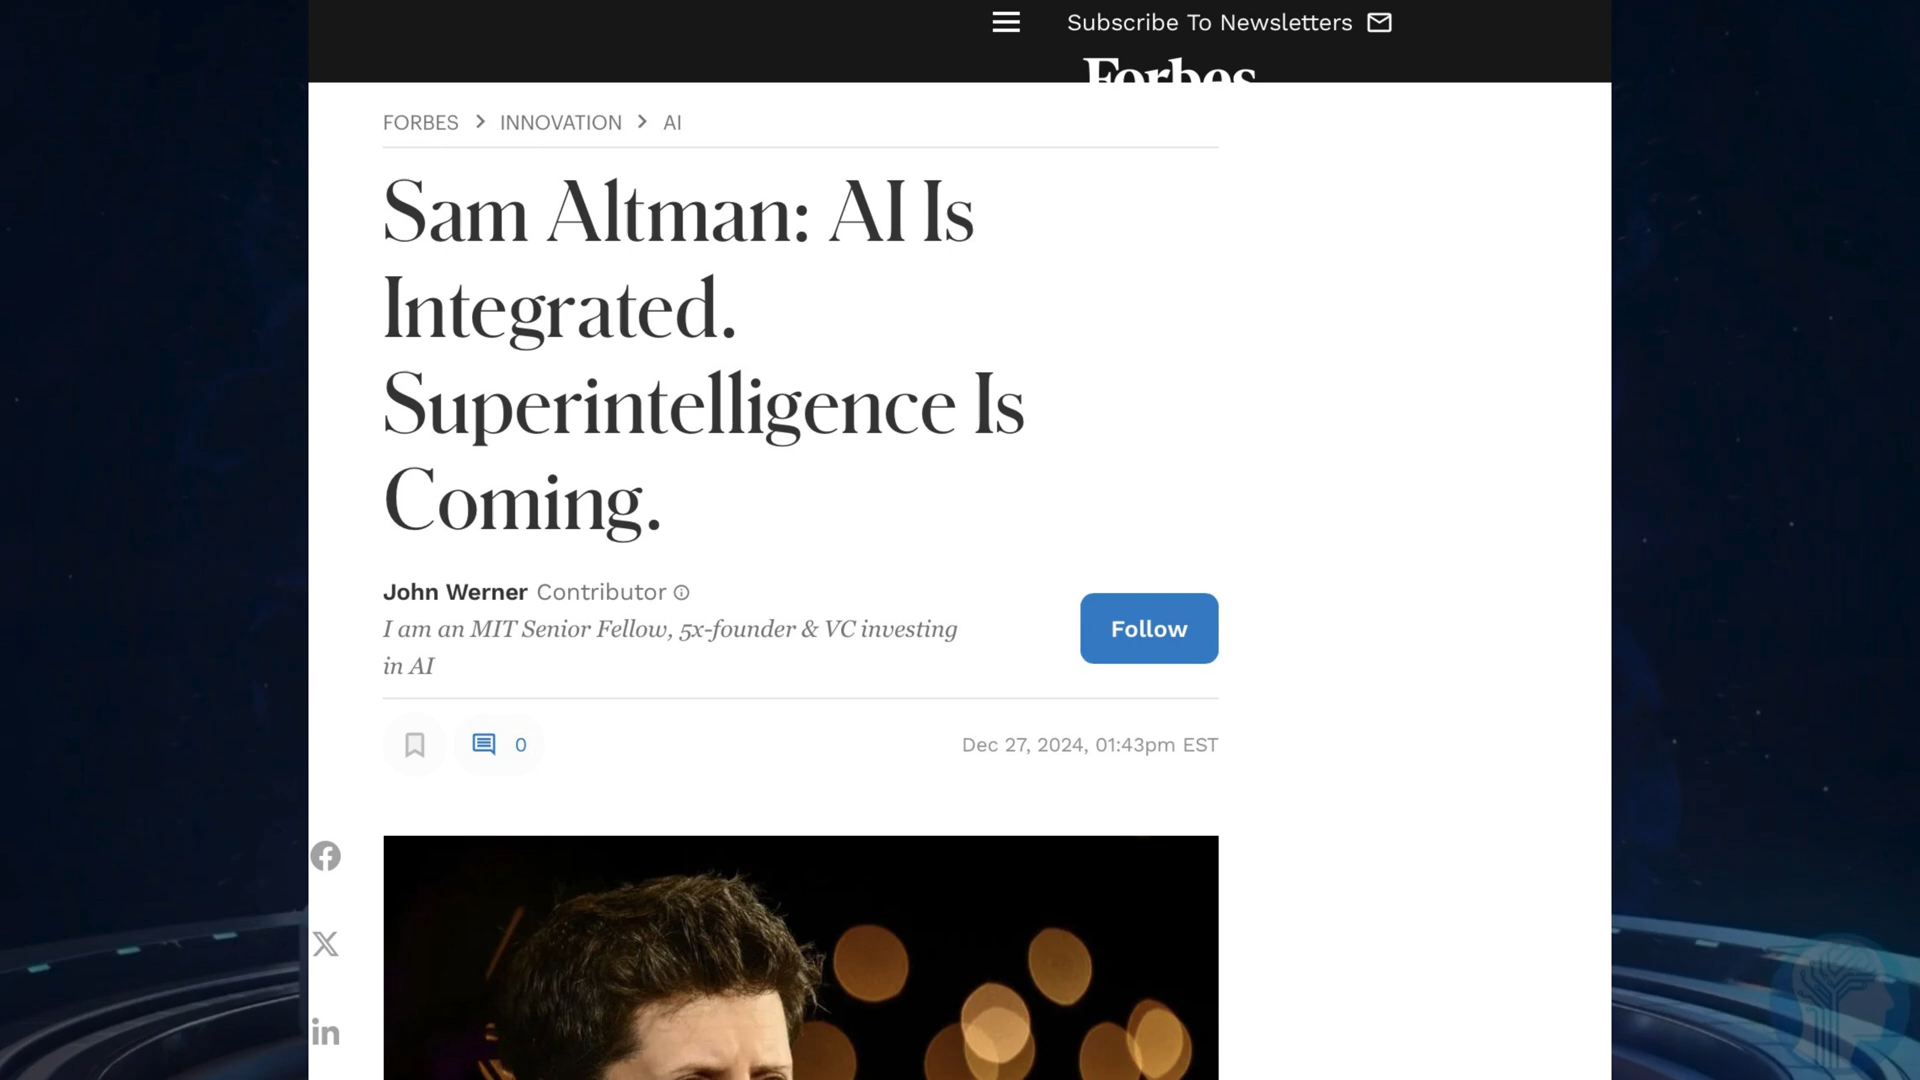 Subscribe To Newsletters
Forbes
FORBES > INNOVATION > AI
Sam Altman: AI Is
Integrated.
Superintelligence Is
Coming.
John Werner Contributor
I am an MIT Senior Fellow, 5x-founder & VC investing
in AI
Follow
0
Dec 27, 2024, 01:43pm EST